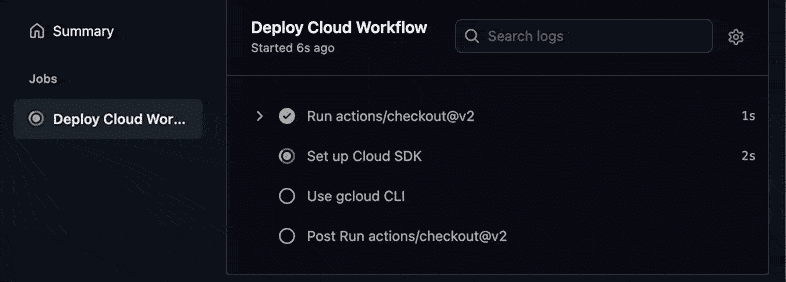 Summary
Jobs
Deploy Cloud Wor...
Deploy Cloud Workflow
Started 6s ago
Search logs
Run actions/checkout@v2 1s
Set up Cloud SDK 2s
Use gcloud CLI
Post Run actions/checkout@v2